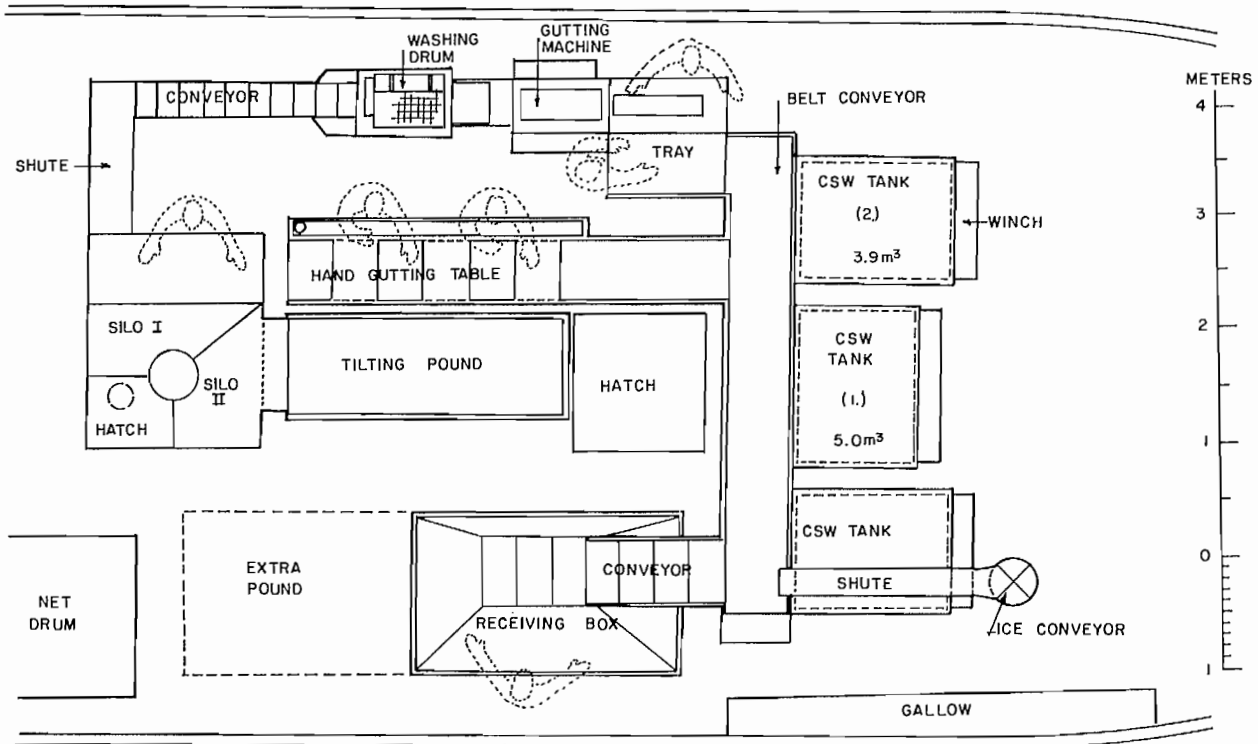 WASHING
DRUM
GUTTING
MACHINE
CONVEYOR
BELT CONVEYOR
METERS
4
SHUTE
TRAY
CSW TANK
(2.)
3.9m³
WINCH
3
HAND GUTTING TABLE
SILO I
SILO
II
HATCH
TILTING POUND
HATCH
CSW
TANK
(1.)
5.0m³
2
1
EXTRA
POUND
NET
DRUM
CONVEYOR
RECEIVING BOX
CSW TANK
SHUTE
ICE CONVEYOR
0
1
GALLOW